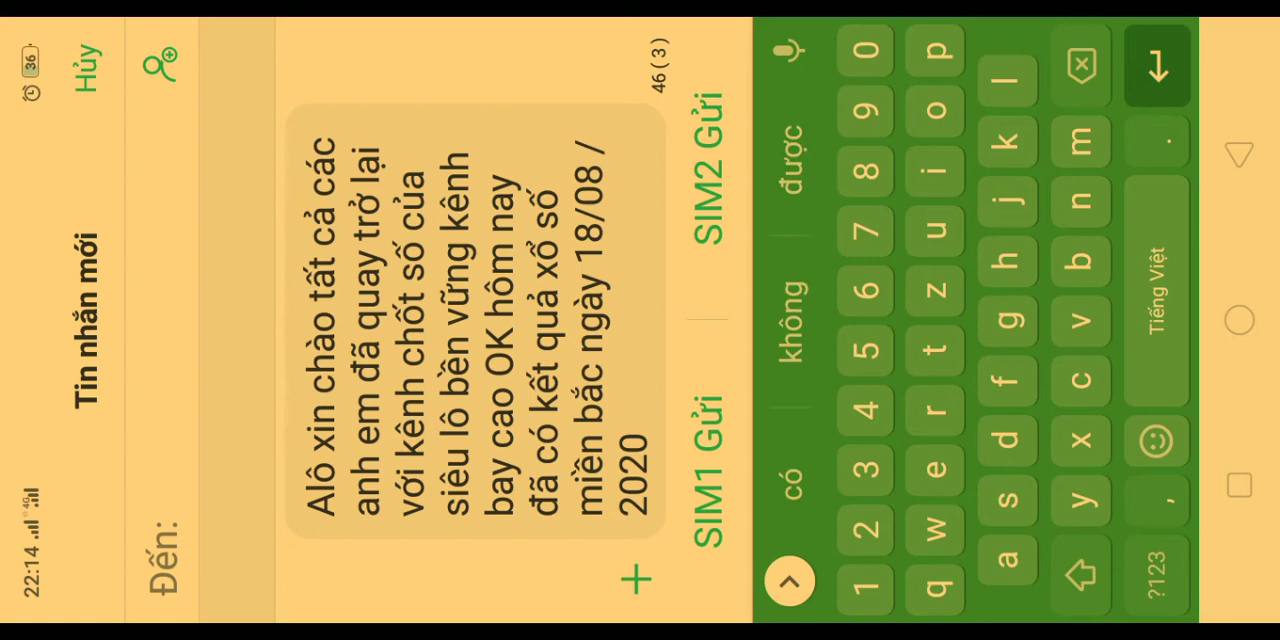 22:14 4G 36
Tin nhắn mới
Hủy
Đến:
Alô xin chào tất cả các
anh em đã quay trở lại
với kênh chốt số của
siêu lô bền vững kênh
bay cao OK hôm nay
đã có kết quả xổ số
miền bắc ngày 18/08 /
2020
46 ( 3 )
SIM1 Gửi
SIM2 Gửi
có
không
được
1 2 3 4 5 6 7 8 9 0
q w e r t z u i o p
a s d f g h j k l
y x c v b n m
?123 , Tiếng Việt .